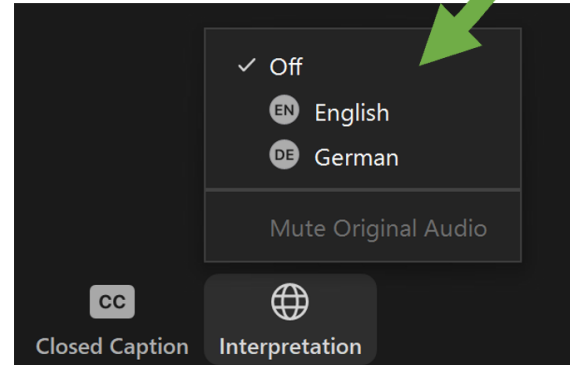 ✓ Off
EN English
DE German
Mute Original Audio
CC
Closed Caption
Interpretation